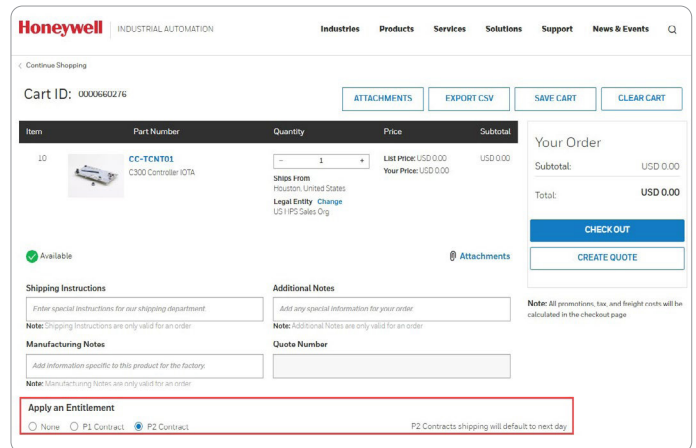 Honeywell INDUSTRIAL AUTOMATION Industries Products Services Solutions Support News & Events
Continue Shopping
Cart ID: 0000660276
ATTACHMENTS EXPORT CSV SAVE CART CLEAR CART
Item Part Number Quantity Price Subtotal
10 CC-TCNT01 - 1 + List Price: USD 0.00 USD 0.00
C300 Controller IOTA Your Price: USD 0.00
Ships From
Houston, United States
Legal Entity Change
US HPS Sales Org
Available Attachments
Your Order
Subtotal: USD 0.00
Total: USD 0.00
CHECK OUT
CREATE QUOTE
Note: All promotions, tax, and freight costs will be
calculated in the checkout page
Shipping Instructions Additional Notes
Enter special instructions for our shipping department Add any special information for your order
Note: Shipping Instructions are only valid for an order Note: Additional Notes are only valid for an order
Manufacturing Notes Quote Number
Add information specific to this product for the factory.
Note: Manufacturing Notes are only valid for an order
Apply an Entitlement
None P1 Contract P2 Contract P2 Contracts shipping will default to next day